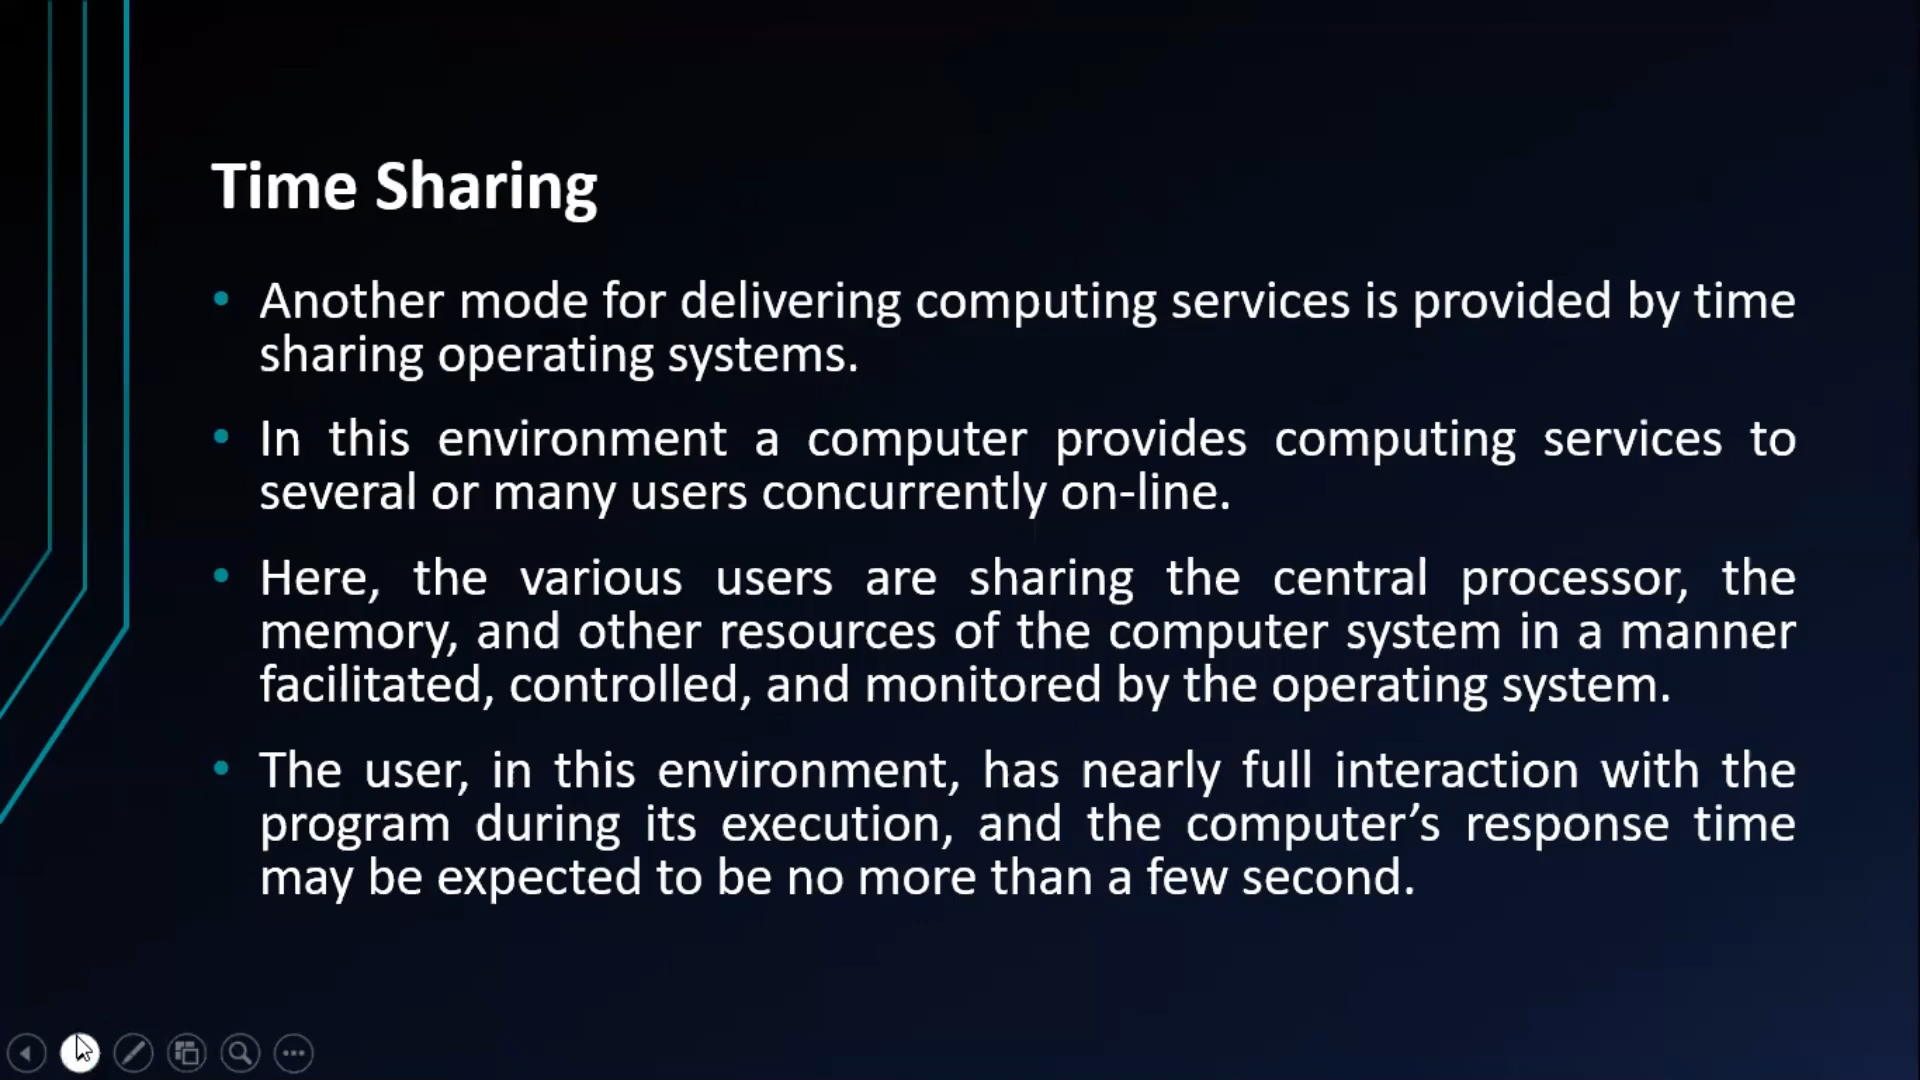 Time Sharing
• Another mode for delivering computing services is provided by time
sharing operating systems.
• In this environment a computer provides computing services to
several or many users concurrently on-line.
• Here, the various users are sharing the central processor, the
memory, and other resources of the computer system in a manner
facilitated, controlled, and monitored by the operating system.
• The user, in this environment, has nearly full interaction with the
program during its execution, and the computer’s response time
may be expected to be no more than a few second.